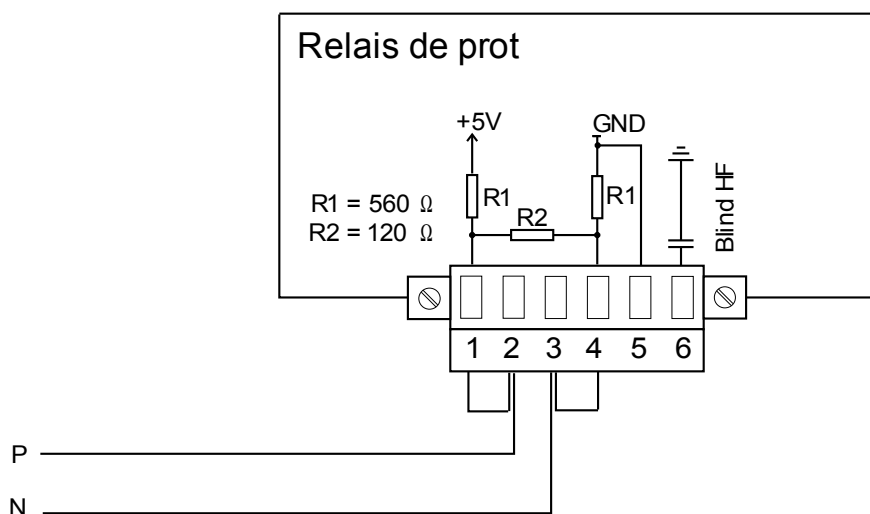 Relais de prot
+5V
GND
R1
R1
R1 = 560 Ω
R2
R2 = 120 Ω
Blind HF
1 2 3 4 5 6
P
N